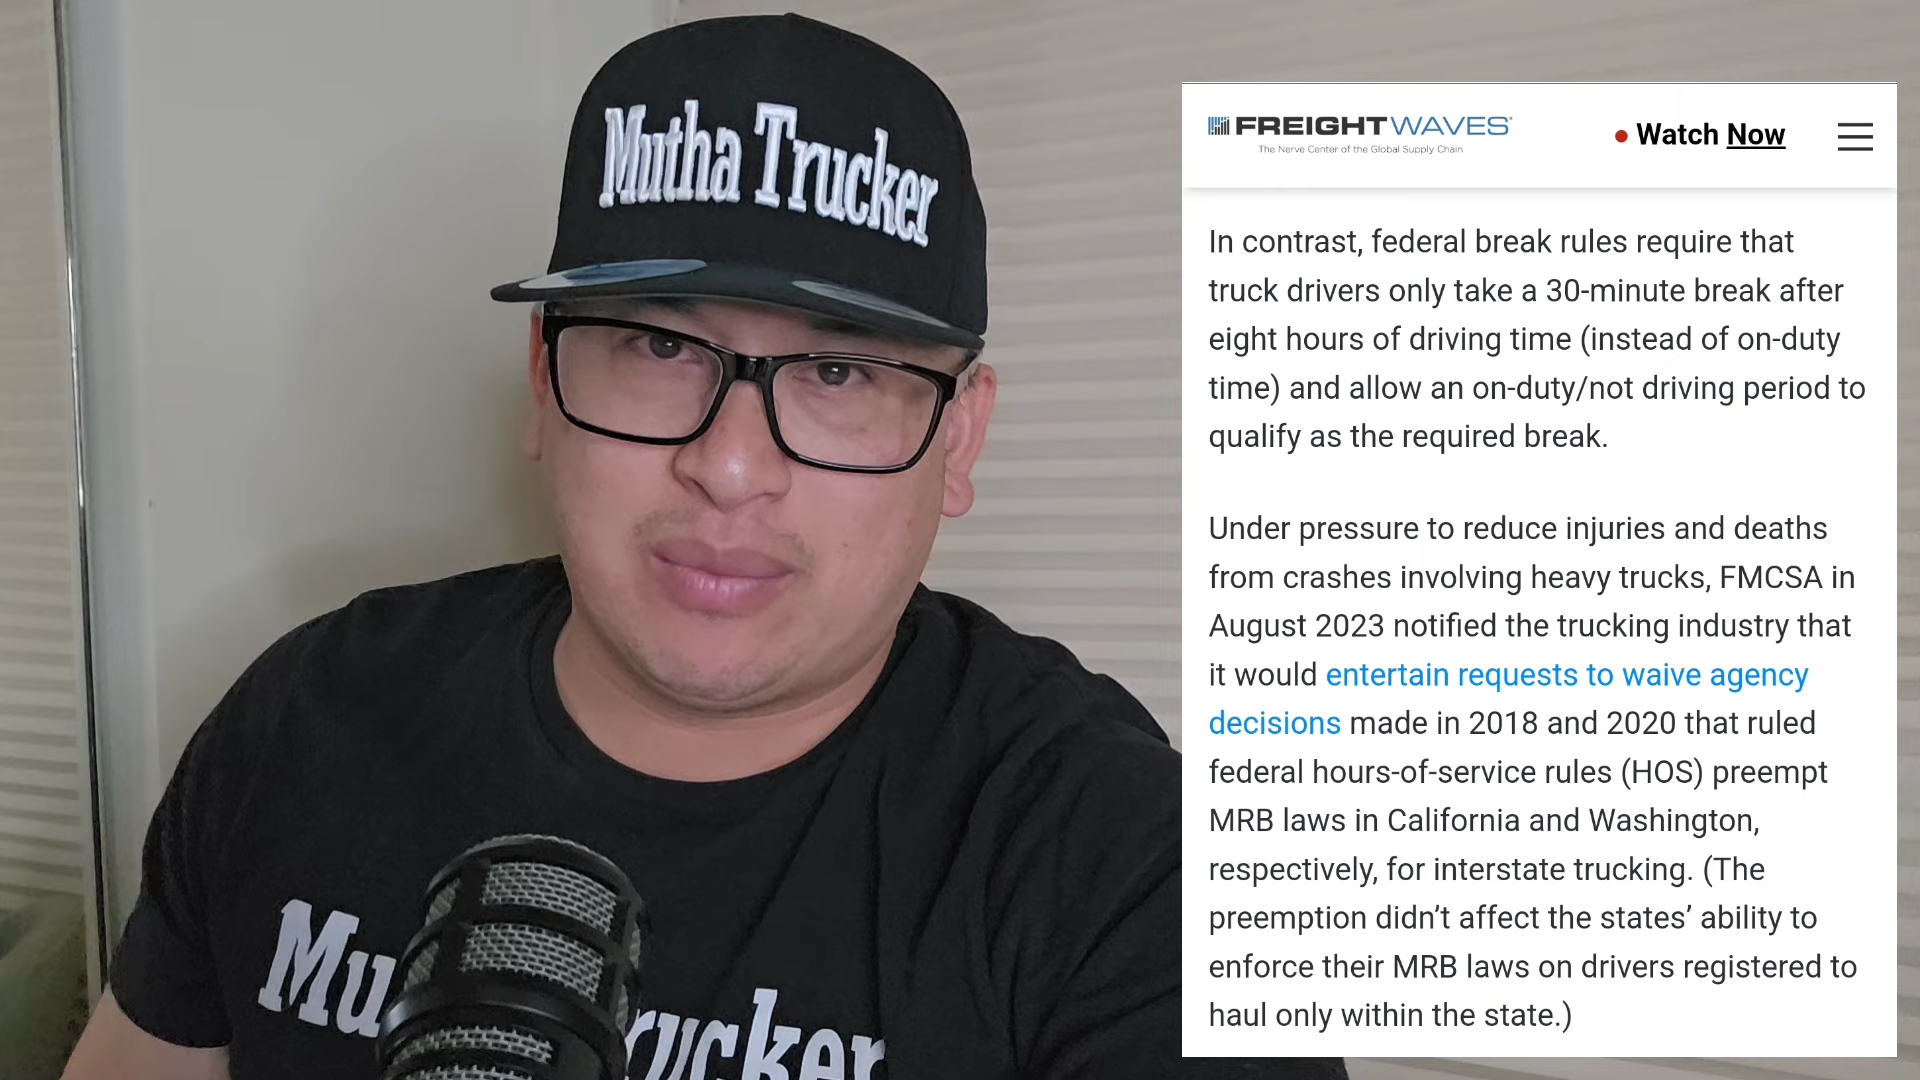 Mutha Trucker
FREIGHTWAVES
The Nerve Center of the Global Supply Chain
Watch Now
In contrast, federal break rules require that
truck drivers only take a 30-minute break after
eight hours of driving time (instead of on-duty
time) and allow an on-duty/not driving period to
qualify as the required break.
Under pressure to reduce injuries and deaths
from crashes involving heavy trucks, FMCSA in
August 2023 notified the trucking industry that
it would entertain requests to waive agency
decisions made in 2018 and 2020 that ruled
federal hours-of-service rules (HOS) preempt
MRB laws in California and Washington,
respectively, for interstate trucking. (The
preemption didn’t affect the states’ ability to
enforce their MRB laws on drivers registered to
haul only within the state.)